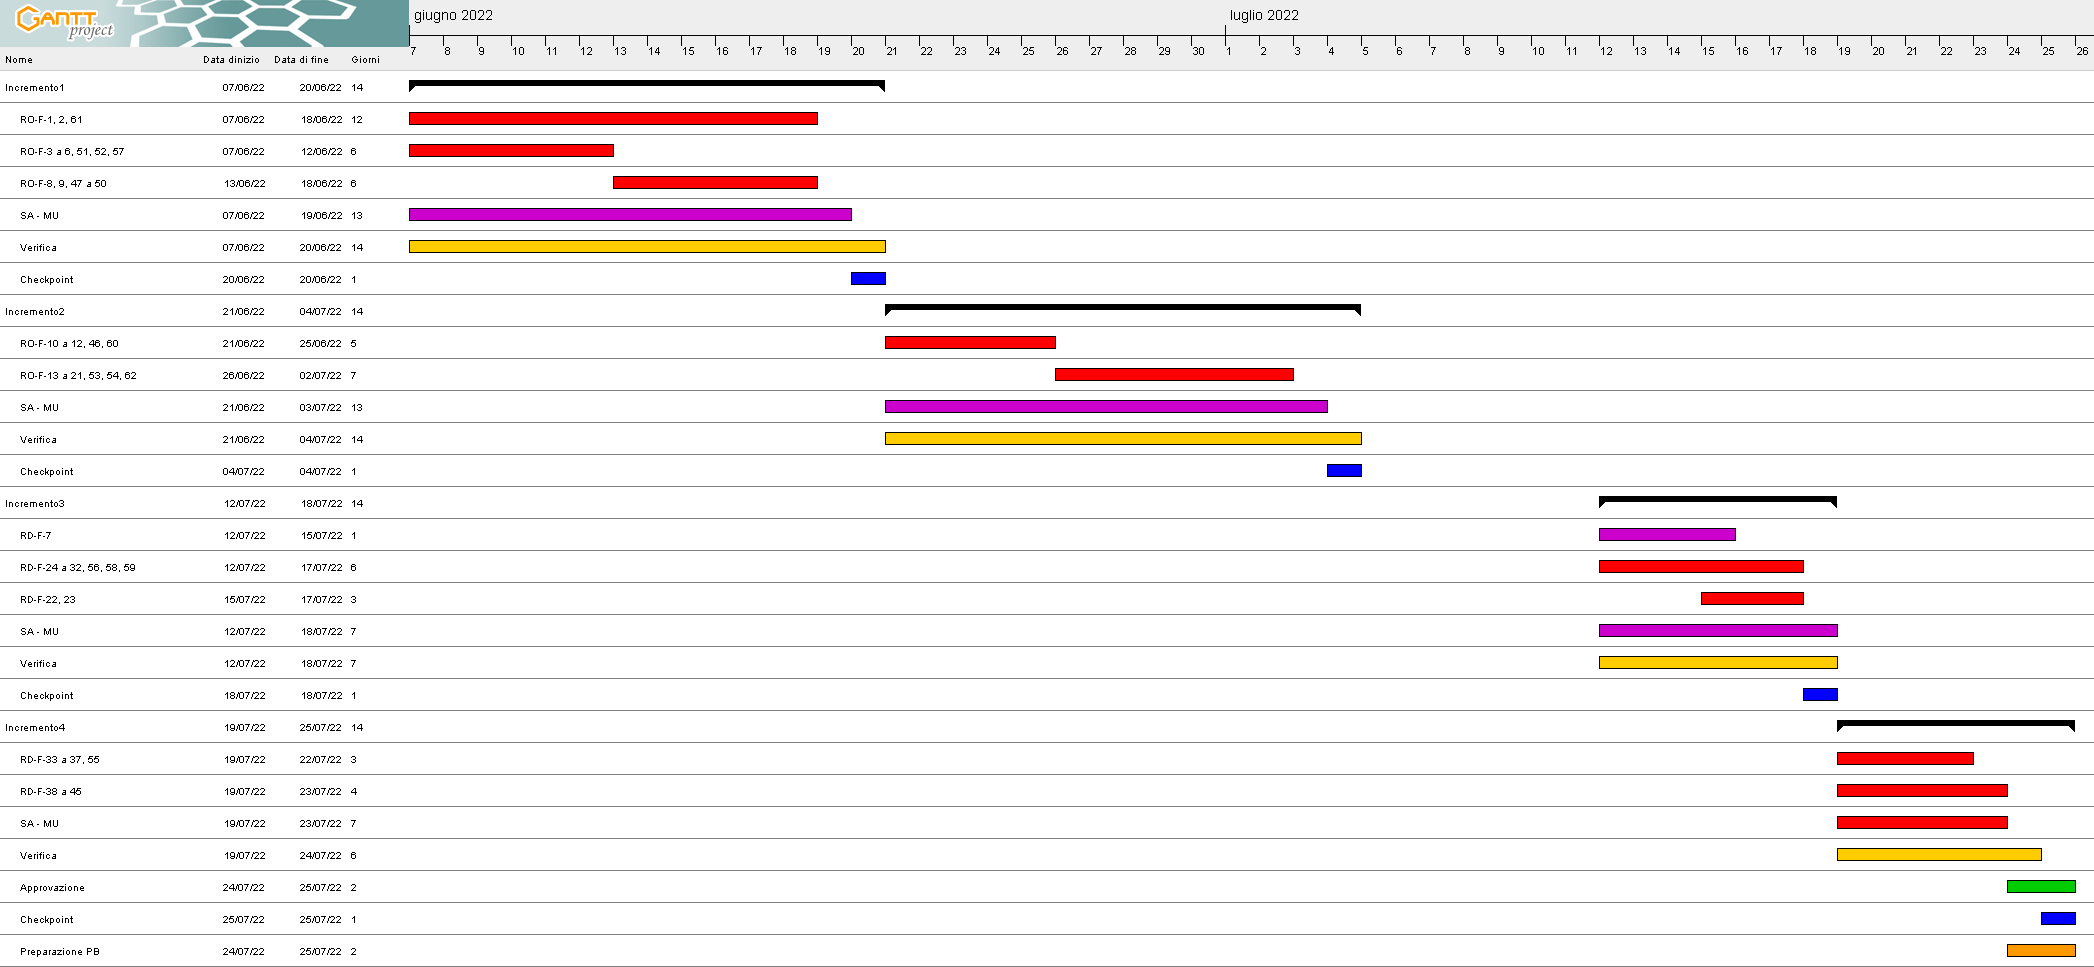 GANTT
project
giugno 2022 luglio 2022
7 8 9 10 11 12 13 14 15 16 17 18 19 20 21 22 23 24 25 26 27 28 29 30 1 2 3 4 5 6 7 8 9 10 11 12 13 14 15 16 17 18 19 20 21 22 23 24 25 26
Nome Data dinizio Data di fine Giorni
Incremento1 07/06/22 20/06/22 14
RO-F-1, 2, 61 07/06/22 18/06/22 12
RO-F-3 a 6, 51, 52, 57 07/06/22 12/06/22 6
RO-F-8, 9, 47 a 50 13/06/22 18/06/22 6
SA - MU 07/06/22 19/06/22 13
Verifica 07/06/22 20/06/22 14
Checkpoint 20/06/22 20/06/22 1
Incremento2 21/06/22 04/07/22 14
RO-F-10 a 12, 46, 60 21/06/22 25/06/22 5
RO-F-13 a 21, 53, 54, 62 26/06/22 02/07/22 7
SA - MU 21/06/22 03/07/22 13
Verifica 21/06/22 04/07/22 14
Checkpoint 04/07/22 04/07/22 1
Incremento3 12/07/22 18/07/22 14
RD-F-7 12/07/22 15/07/22 1
RD-F-24 a 32, 56, 58, 59 12/07/22 17/07/22 6
RD-F-22, 23 15/07/22 17/07/22 3
SA - MU 12/07/22 18/07/22 7
Verifica 12/07/22 18/07/22 7
Checkpoint 18/07/22 18/07/22 1
Incremento4 19/07/22 25/07/22 14
RD-F-33 a 37, 55 19/07/22 22/07/22 3
RD-F-38 a 45 19/07/22 23/07/22 4
SA - MU 19/07/22 23/07/22 7
Verifica 19/07/22 24/07/22 6
Approvazione 24/07/22 25/07/22 2
Checkpoint 25/07/22 25/07/22 1
Preparazione PB 24/07/22 25/07/22 2